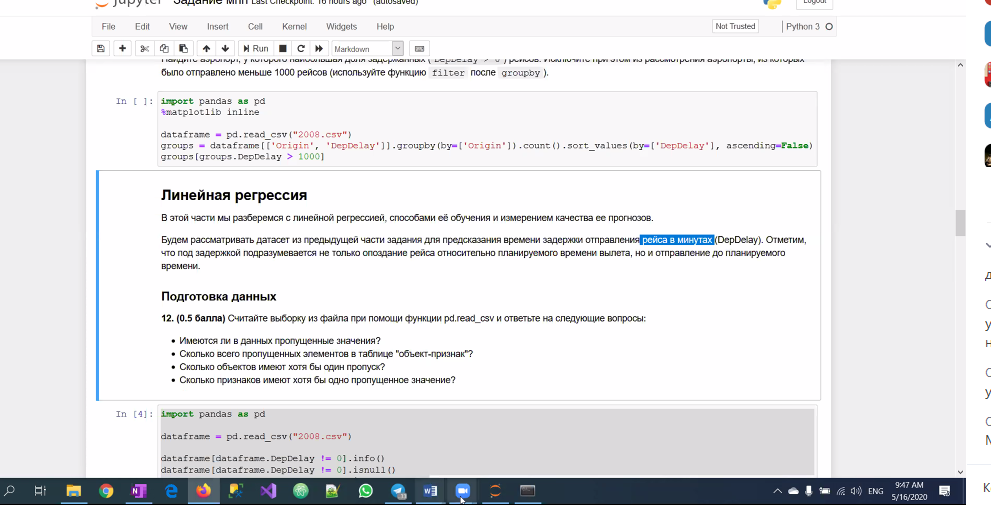 Jupyter Задание мпп Last Checkpoint: 16 hours ago (autosaved)
Logout
File Edit View Insert Cell Kernel Help
Not Trusted Python 3
Run Markdown
Найдите аэропорт, у которого наибольшая доля задержанных ( DepDelay > 0 ) рейсов. Исключите при этом из рассмотрения аэропорты, из которых
было отправлено меньше 1000 рейсов (используйте функцию filter после groupby ).
In [ ]: import pandas as pd
%matplotlib inline
dataframe = pd.read_csv("2008.csv")
groups = dataframe[['Origin', 'DepDelay']].groupby(by=['Origin']).count().sort_values(by=['DepDelay'], ascending=False)
groups[groups.DepDelay > 1000]
Линейная регрессия
В этой части мы разберемся с линейной регрессией, способами её обучения и измерением качества ее прогнозов.
Будем рассматривать датасет из предыдущей части задания для предсказания времени задержки отправления рейса в минутах (DepDelay). Отметим,
что под задержкой подразумевается не только опоздание рейса относительно планируемого времени вылета, но и отправление до планируемого
времени.
Подготовка данных
12. (0.5 балла) Считайте выборку из файла при помощи функции pd.read_csv и ответьте на следующие вопросы:
• Имеются ли в данных пропущенные значения?
• Сколько всего пропущенных элементов в таблице "объект-признак"?
• Сколько объектов имеют хотя бы один пропуск?
• Сколько признаков имеют хотя бы одно пропущенное значение?
In [4]: import pandas as pd
dataframe = pd.read_csv("2008.csv")
dataframe[dataframe.DepDelay != 0].info()
dataframe[dataframe.DepDelay != 0].isnull()
ENG
9:47 AM
5/16/2020